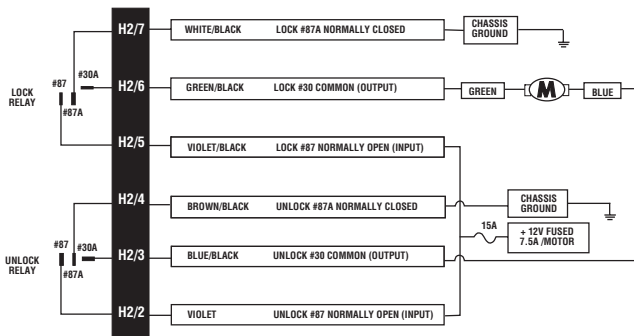 H2/7 WHITE/BLACK LOCK #87A NORMALLY CLOSED CHASSIS GROUND
#87 #30A
#87A
LOCK RELAY
H2/6 GREEN/BLACK LOCK #30 COMMON (OUTPUT) GREEN M BLUE
H2/5 VIOLET/BLACK LOCK #87 NORMALLY OPEN (INPUT)
H2/4 BROWN/BLACK UNLOCK #87A NORMALLY CLOSED CHASSIS GROUND
15A + 12V FUSED 7.5A /MOTOR
#87 #30A
#87A
UNLOCK RELAY
H2/3 BLUE/BLACK UNLOCK #30 COMMON (OUTPUT)
H2/2 VIOLET UNLOCK #87 NORMALLY OPEN (INPUT)